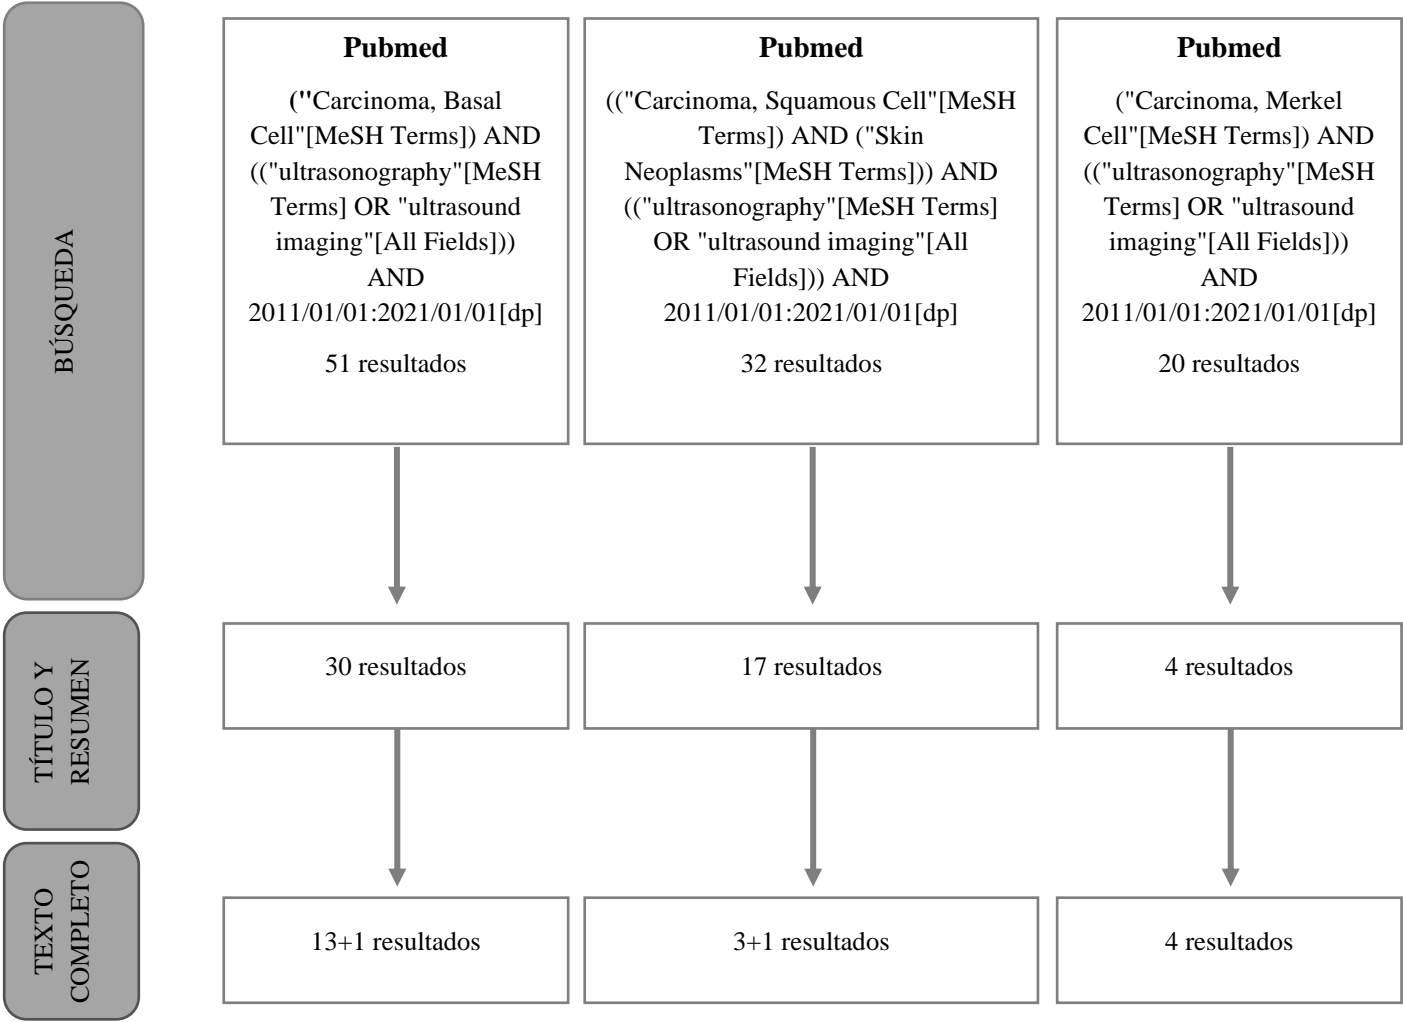 BÚSQUEDA
Pubmed
("Carcinoma, Basal
Cell"[MeSH Terms]) AND
(("ultrasonography"[MeSH
Terms] OR "ultrasound
imaging"[All Fields]))
AND
2011/01/01:2021/01/01[dp]
51 resultados
Pubmed
(("Carcinoma, Squamous Cell"[MeSH
Terms]) AND ("Skin
Neoplasms"[MeSH Terms])) AND
(("ultrasonography"[MeSH Terms]
OR "ultrasound imaging"[All
Fields])) AND
2011/01/01:2021/01/01[dp]
32 resultados
Pubmed
("Carcinoma, Merkel
Cell"[MeSH Terms]) AND
(("ultrasonography"[MeSH
Terms] OR "ultrasound
imaging"[All Fields]))
AND
2011/01/01:2021/01/01[dp]
20 resultados
TÍTULO Y
RESUMEN
30 resultados
17 resultados
4 resultados
TEXTO
COMPLETO
13+1 resultados
3+1 resultados
4 resultados